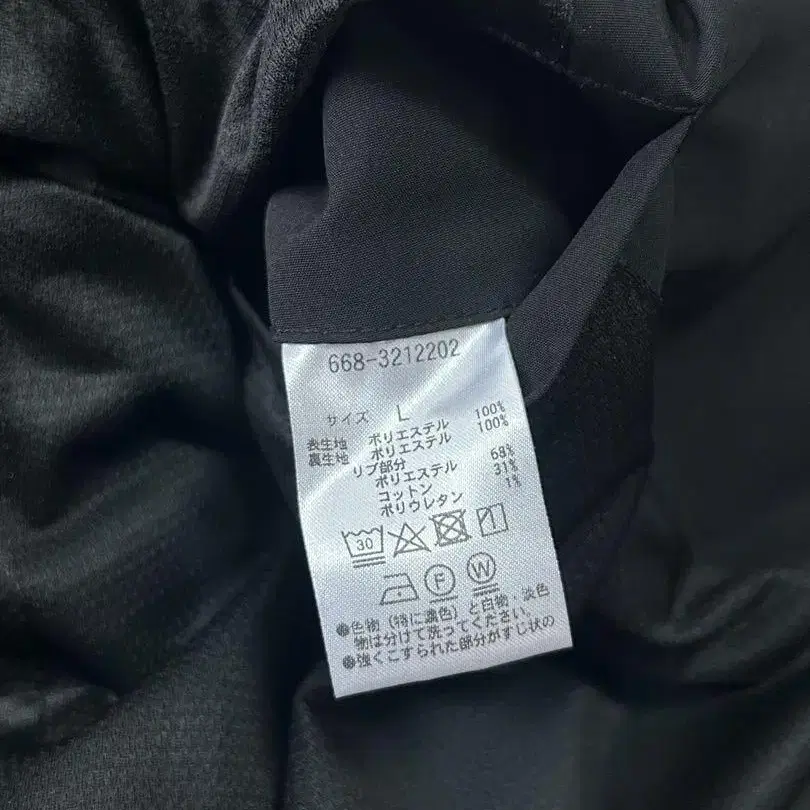 668-3212202
サイズ L
表生地 ポリエステル 100%
裏生地 ポリエステル 100%
リブ部分
ポリエステル 68%
コットン 31%
ポリウレタン 1%
30
F W
●色物(特に濃色)と白物・淡色
物は分けて洗ってください。
●強くこすられた部分がすじ状の